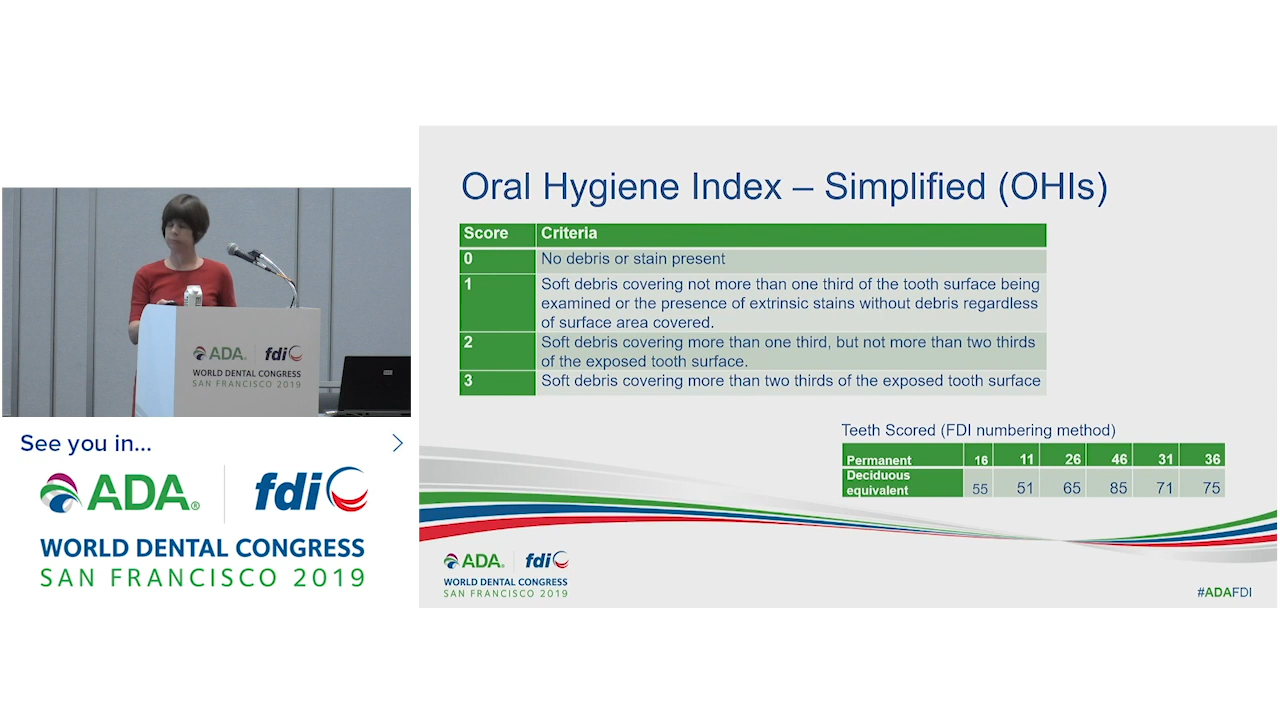 ADA® fdi
WORLD DENTAL CONGRESS
SAN FRANCISCO 2019
See you in...
ADA® fdi
WORLD DENTAL CONGRESS
SAN FRANCISCO 2019
Oral Hygiene Index – Simplified (OHIs)
Score Criteria
0 No debris or stain present
1 Soft debris covering not more than one third of the tooth surface being
examined or the presence of extrinsic stains without debris regardless
of surface area covered.
2 Soft debris covering more than one third, but not more than two thirds
of the exposed tooth surface.
3 Soft debris covering more than two thirds of the exposed tooth surface
Teeth Scored (FDI numbering method)
Permanent 16 11 26 46 31 36
Deciduous
equivalent 55 51 65 85 71 75
ADA® fdi
WORLD DENTAL CONGRESS
SAN FRANCISCO 2019
#ADAFDI